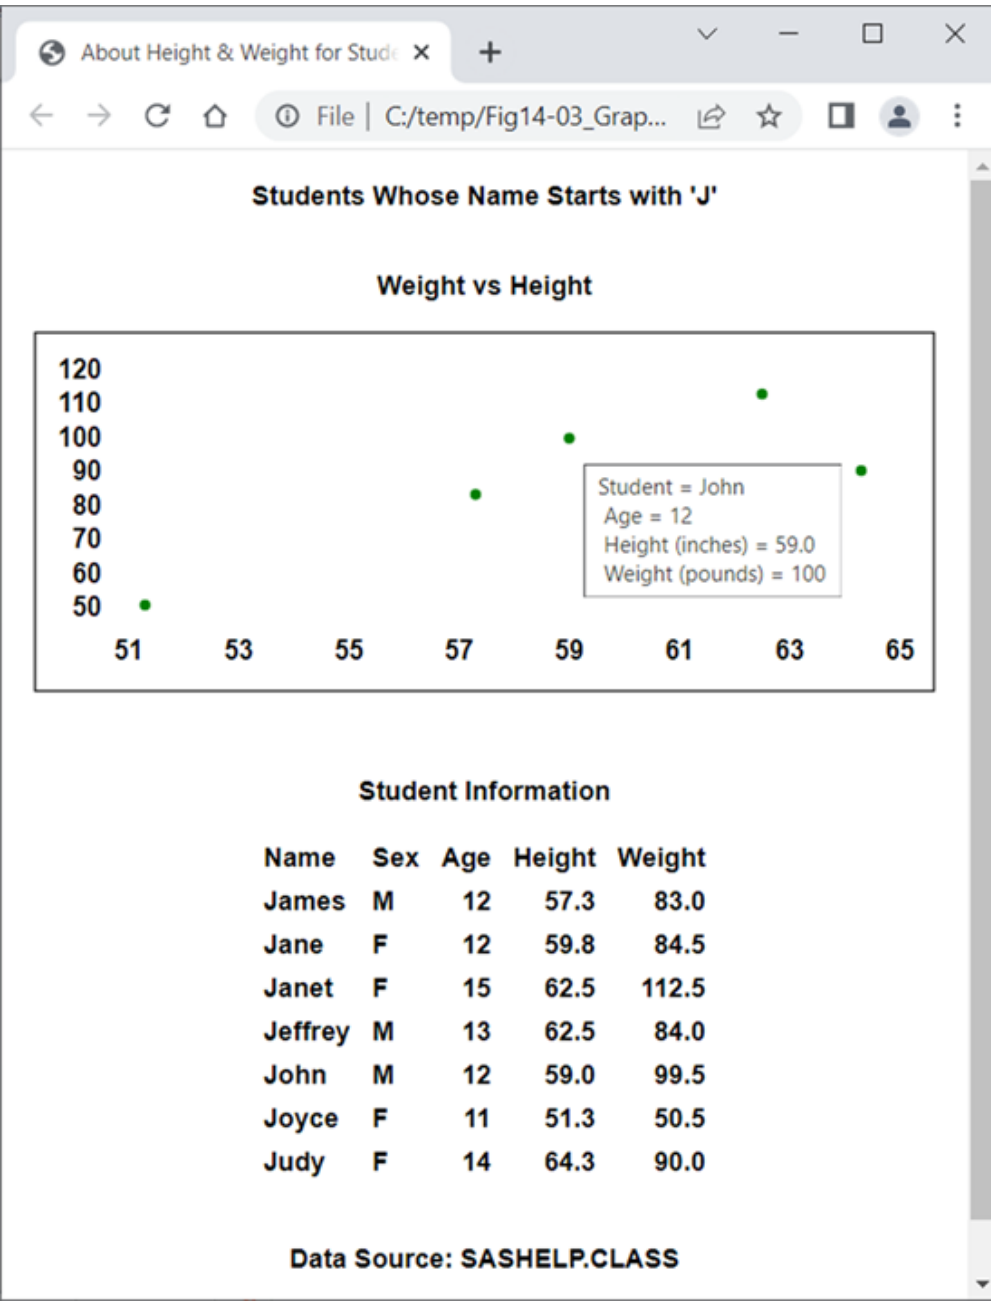 About Height & Weight for Stude
File | C:/temp/Fig14-03_Grap...
Students Whose Name Starts with 'J'
Weight vs Height
120
110
100
90
80
70
60
50
Student = John
Age = 12
Height (inches) = 59.0
Weight (pounds) = 100
51 53 55 57 59 61 63 65
Student Information
Name Sex Age Height Weight
James M 12 57.3 83.0
Jane F 12 59.8 84.5
Janet F 15 62.5 112.5
Jeffrey M 13 62.5 84.0
John M 12 59.0 99.5
Joyce F 11 51.3 50.5
Judy F 14 64.3 90.0
Data Source: SASHELP.CLASS